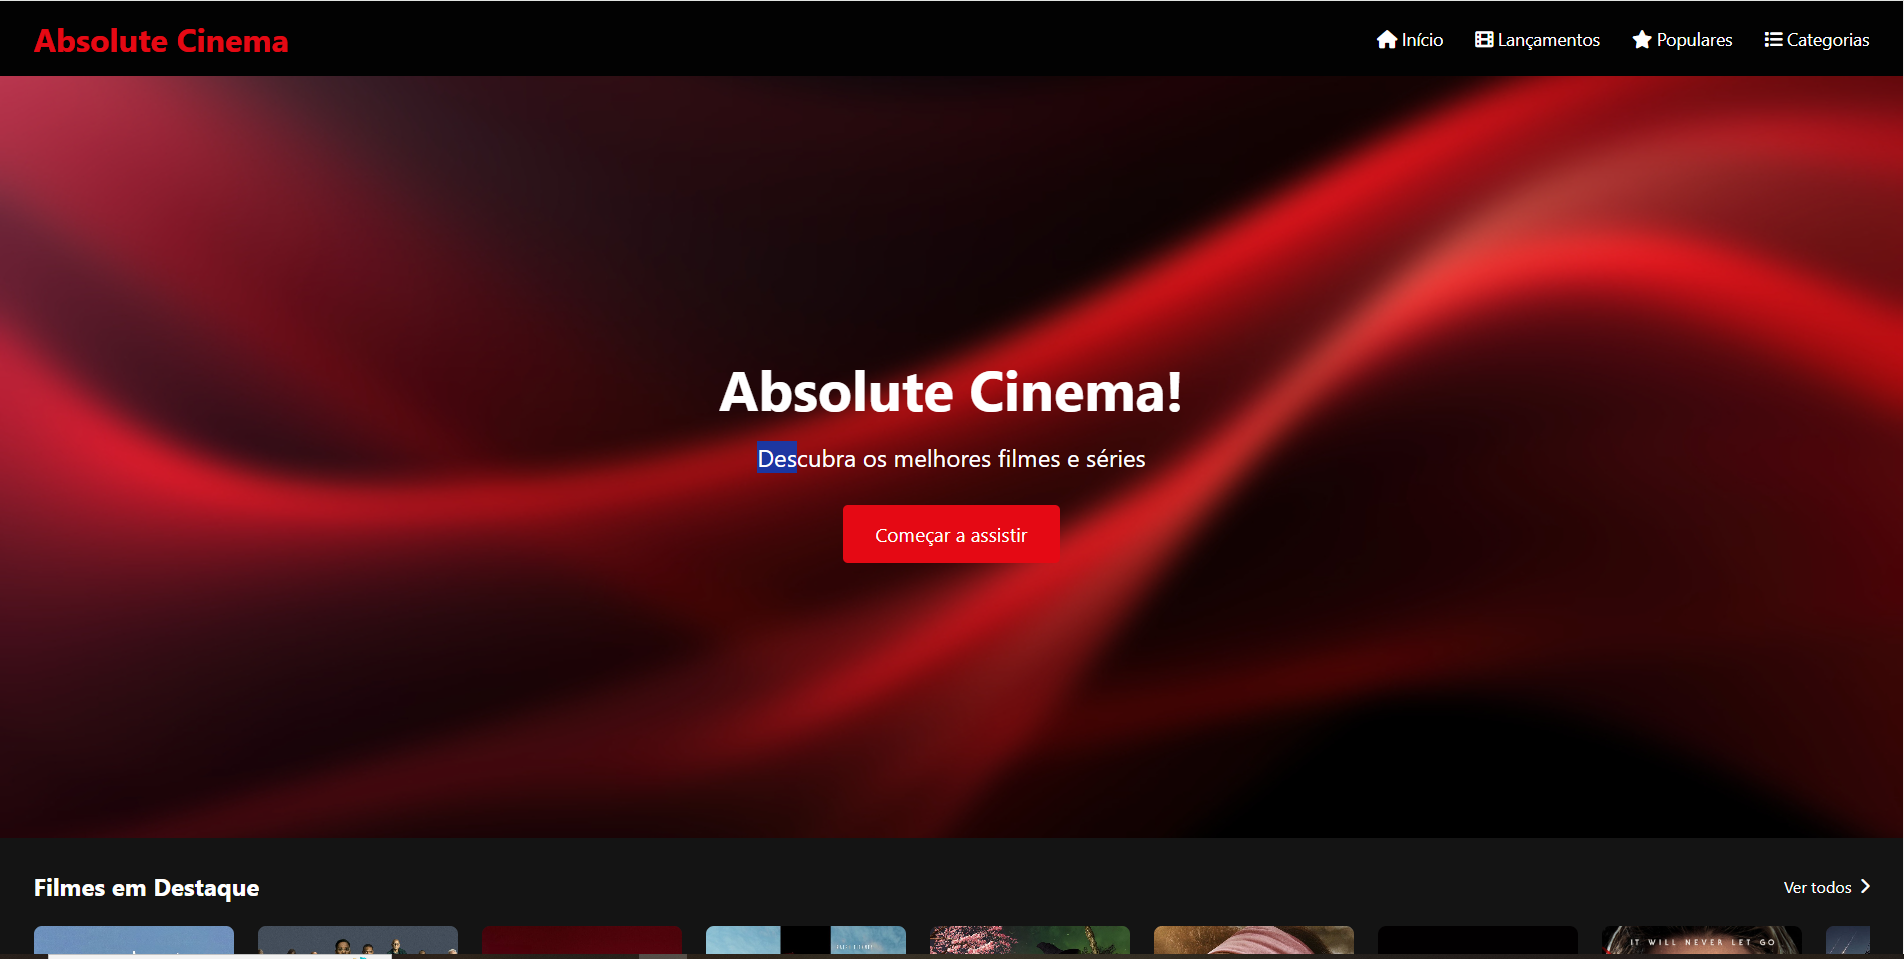 Absolute Cinema
Início
Lançamentos
Populares
Categorias
Absolute Cinema!
Descubra os melhores filmes e séries
Começar a assistir
Filmes em Destaque
Ver todos
IT WILL NEVER LET GO